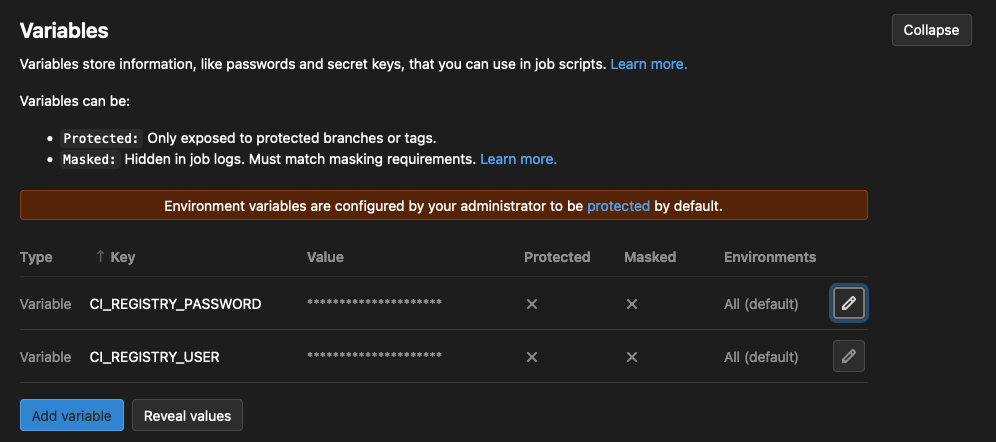 Variables
Collapse
Variables store information, like passwords and secret keys, that you can use in job scripts. Learn more.
Variables can be:
• Protected: Only exposed to protected branches or tags.
• Masked: Hidden in job logs. Must match masking requirements. Learn more.
Environment variables are configured by your administrator to be protected by default.
Type ↑ Key Value Protected Masked Environments
Variable CI_REGISTRY_PASSWORD ********************* ✕ ✕ All (default)
Variable CI_REGISTRY_USER ********************* ✕ ✕ All (default)
Add variable Reveal values